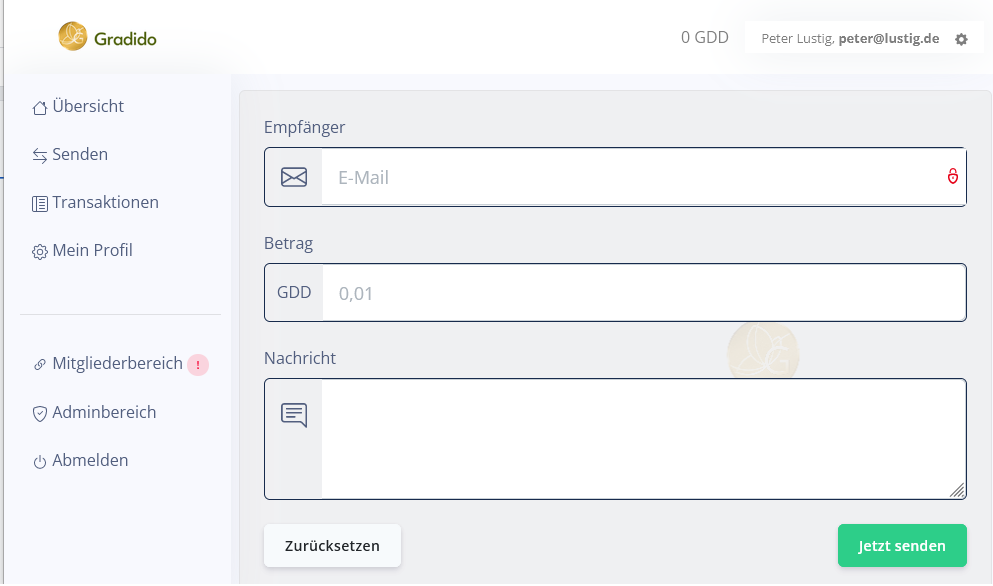 Gradido
0 GDD
Peter Lustig, peter@lustig.de
Übersicht
Senden
Transaktionen
Mein Profil
Mitgliederbereich !
Adminbereich
Abmelden
Empfänger
E-Mail
Betrag
GDD 0,01
Nachricht
Zurücksetzen
Jetzt senden